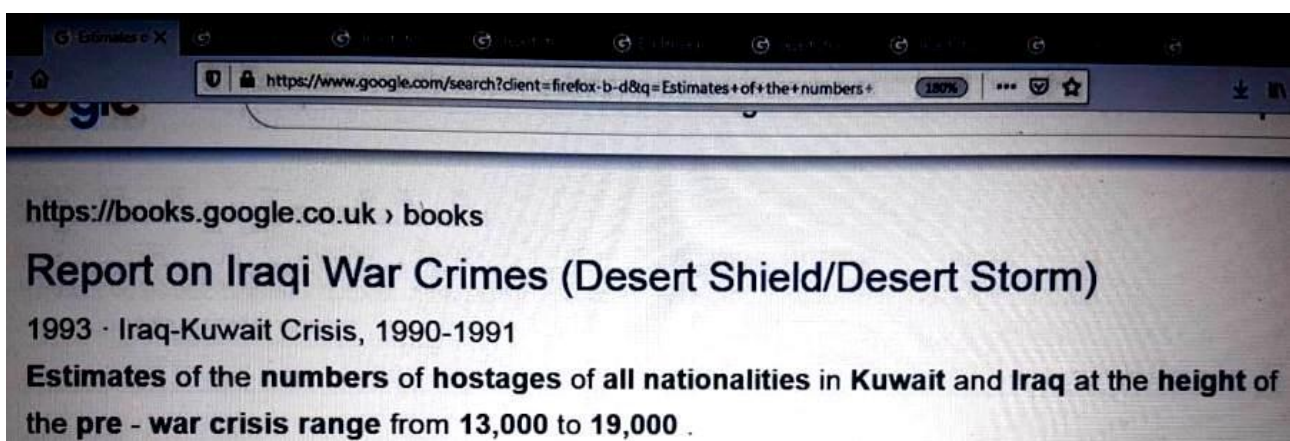 Estimates o
https://www.google.com/search?client=firefox-b-d&q=Estimates+of+the+numbers+
180%
oogle
https://books.google.co.uk › books
Report on Iraqi War Crimes (Desert Shield/Desert Storm)
1993 · Iraq-Kuwait Crisis, 1990-1991
Estimates of the numbers of hostages of all nationalities in Kuwait and Iraq at the height of
the pre - war crisis range from 13,000 to 19,000 .